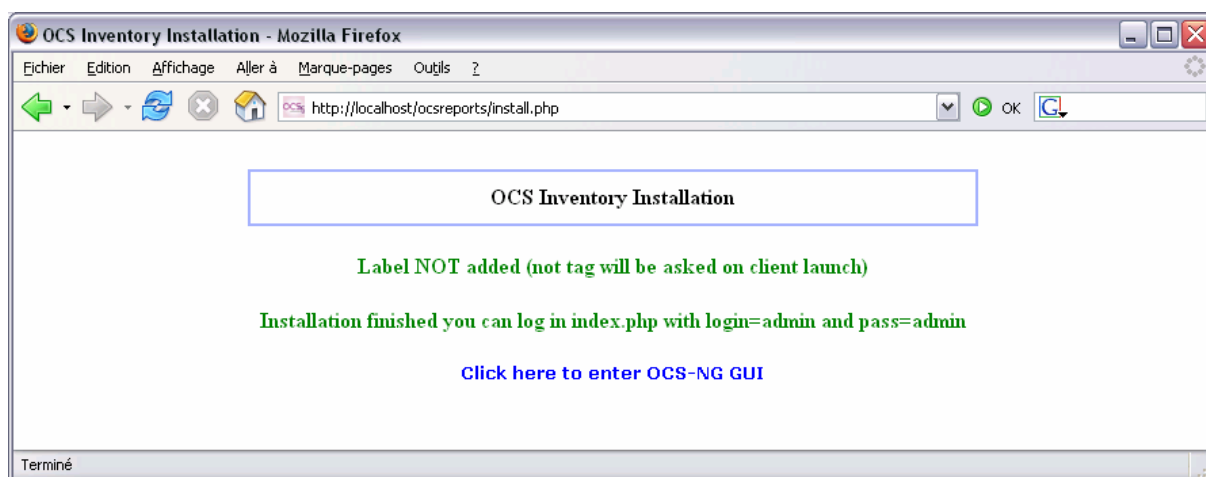 OCS Inventory Installation - Mozilla Firefox
Fichier Edition Affichage Aller à Marque-pages Outils ?
OCS http://localhost/ocsreports/install.php OK G
OCS Inventory Installation
Label NOT added (not tag will be asked on client launch)
Installation finished you can log in index.php with login=admin and pass=admin
Click here to enter OCS-NG GUI
Terminé